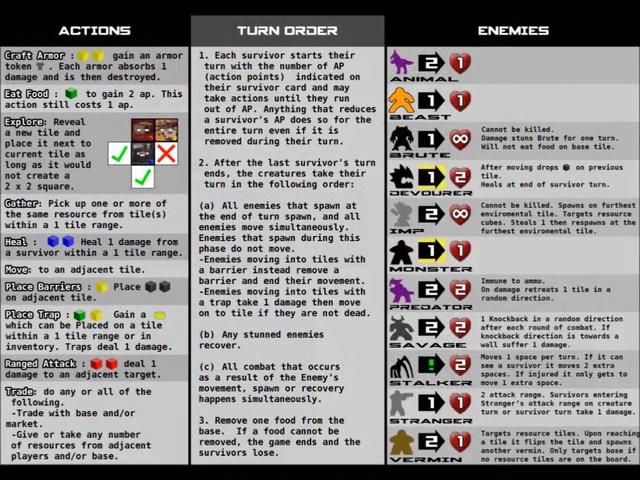 ACTIONS
Craft Armor : gain an armor
token . Each armor absorbs 1
damage and is then destroyed.
Eat Food : to gain 2 ap. This
action still costs 1 ap.
Explore: Reveal
a new tile and
place it next to
current tile as
long as it would
not create a
2 x 2 square.
Gather: Pick up one or more of
the same resource from tile(s)
within a 1 tile range.
Heal : Heal 1 damage from
a survivor within a 1 tile range.
Move: to an adjacent tile.
Place Barriers : Place
on adjacent tile.
Place Trap : Gain a
which can be Placed on a tile
within a 1 tile range or in
inventory. Traps deal 1 damage.
Ranged Attack : deal 1
damage to an adjacent target.
Trade: do any or all of the
following.
-Trade with base and/or
market.
-Give or take any number
of resources from adjacent
players and/or base.
TURN ORDER
1. Each survivor starts their
turn with the number of AP
(action points) indicated on
their survivor card and may
take actions until they run
out of AP. Anything that reduces
a survivor's AP does so for the
entire turn even if it is
removed during their turn.
2. After the last survivor's turn
ends, the creatures take their
turn in the following order:
(a) All enemies that spawn at
the end of turn spawn, and all
enemies move simultaneously.
Enemies that spawn during this
phase do not move.
-Enemies moving into tiles with
a barrier instead remove a
barrier and end their movement.
-Enemies moving into tiles with
a trap take 1 damage then move
on to tile if they are not dead.
(b) Any stunned enemies
recover.
(c) All combat that occurs
as a result of the Enemy's
movement, spawn or recovery
happens simultaneously.
3. Remove one food from the
base. If a food cannot be
removed, the game ends and the
survivors lose.
ENEMIES
2 1
ANIMAL
1 1
BEAST
1 ∞
BRUTE
Cannot be killed.
Damage stuns Brute for one turn.
Will not eat food on base tile.
1 2
DEVOURER
After moving drops on previous
tile.
Heals at end of survivor turn.
2 ∞
IMP
Cannot be killed. Spawns on furthest
enviromental tile. Targets resource
cubes. Steals 1 then respawns at the
furthest enviromental tile.
1 1
MONSTER
2 2
PREDATOR
Immune to ammo.
On damage retreats 1 tile in a
random direction.
2 2
SAVAGE
1 Knockback in a random direction
after each round of combat. If
knockback direction is towards a
wall suffer 1 damage.
! 2
STALKER
Moves 1 space per turn. If it can
see a survivor it moves 2 extra
spaces. If injured it only gets to
move 1 extra space.
1 1
STRANGER
2 attack range. Survivors entering
Stranger's attack range on creature
turn or survivor turn take 1 damage.
2 2
VERMIN
Targets resource tiles. Upon reaching
a tile it flips the tile and spawns
another vermin. Only targets base if
no resource tiles are on the board.